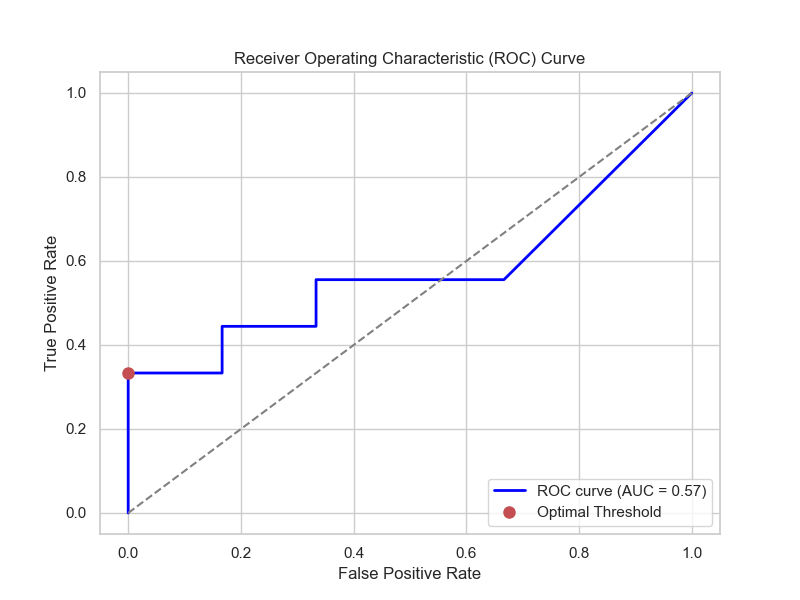 Receiver Operating Characteristic (ROC) Curve
1.0
0.8
0.6
0.4
0.2
0.0
True Positive Rate
0.0 0.2 0.4 0.6 0.8 1.0
False Positive Rate
ROC curve (AUC = 0.57)
Optimal Threshold